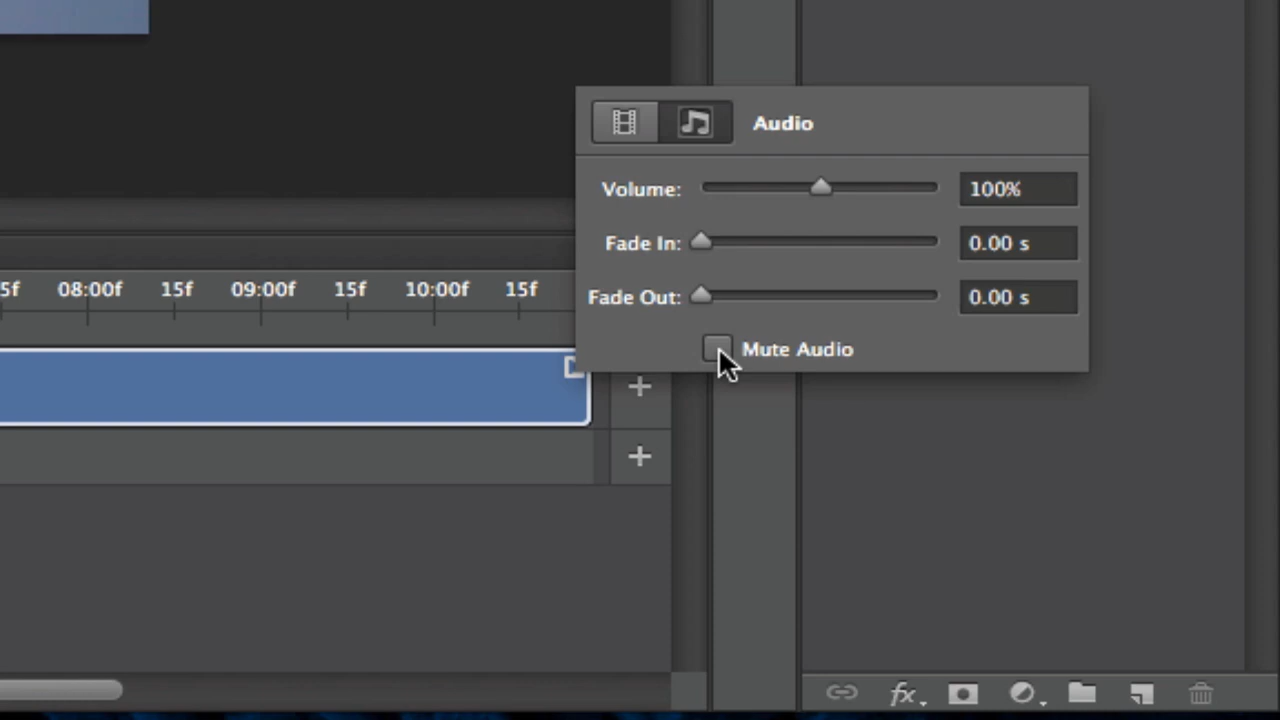 Audio
Volume: 100%
Fade In: 0.00 s
5f 08:00f 15f 09:00f 15f 10:00f 15f
Fade Out: 0.00 s
Mute Audio
fx